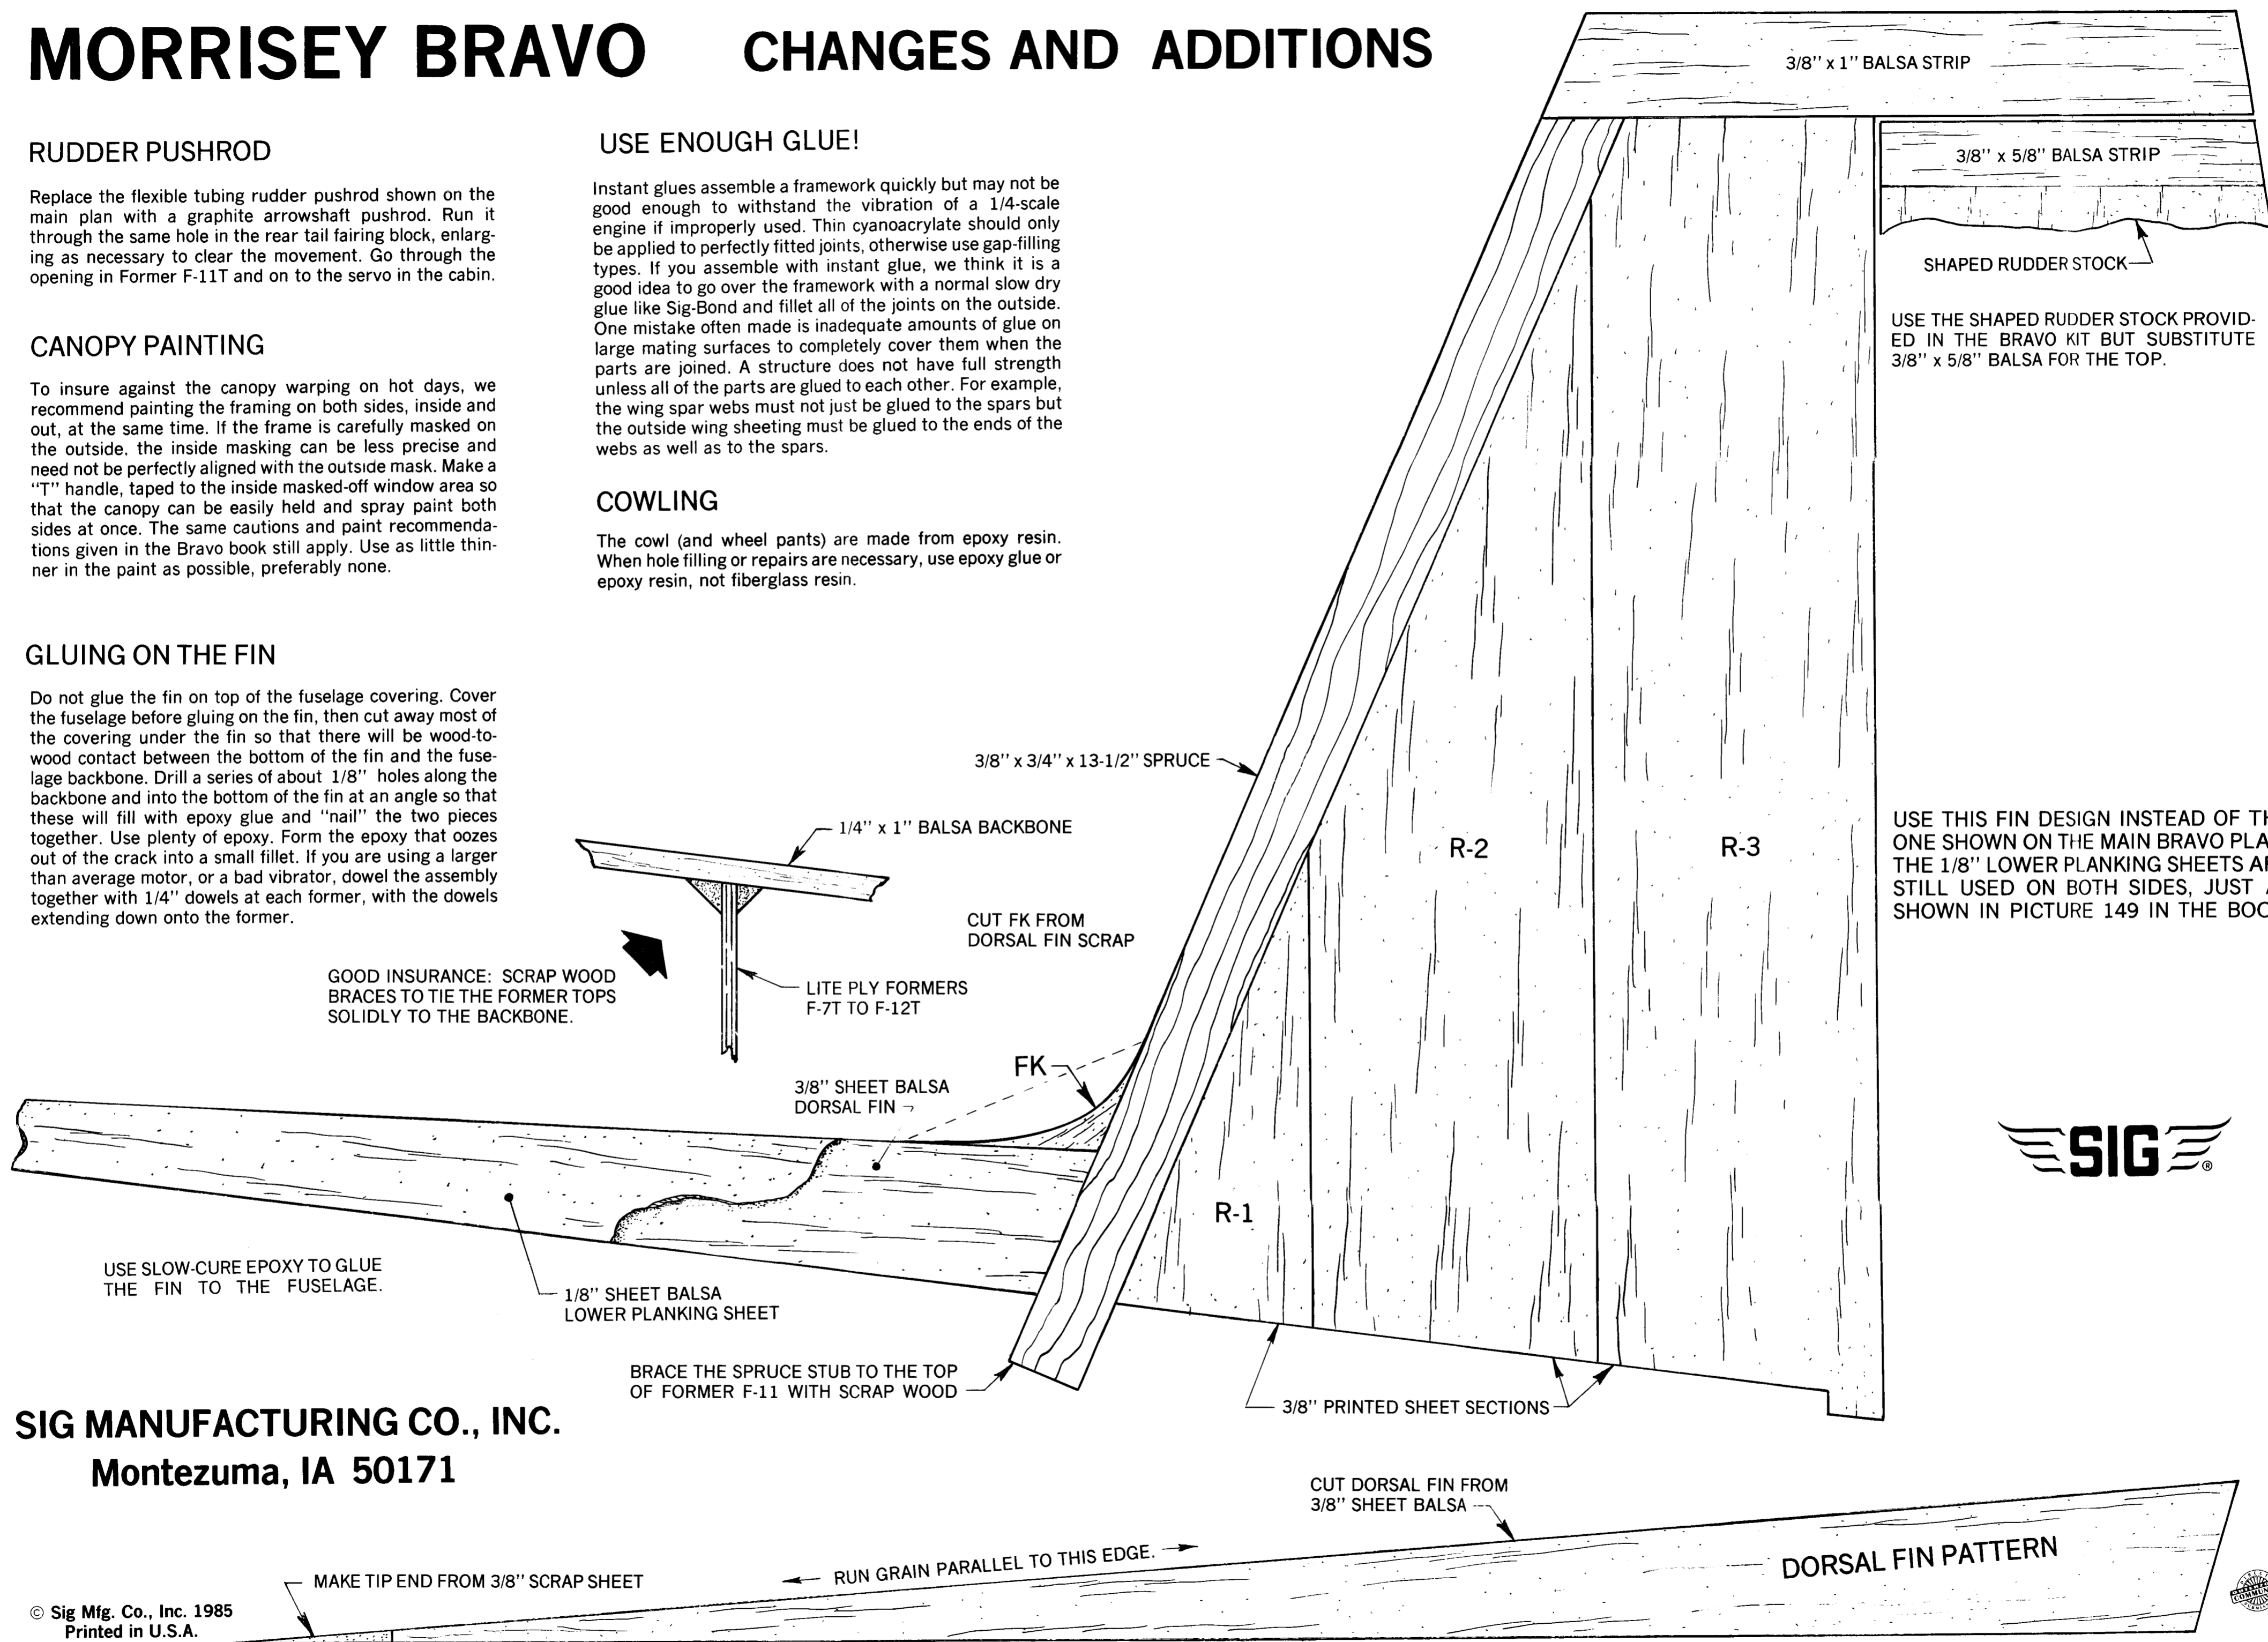 MORRISEY BRAVO CHANGES AND ADDITIONS
RUDDER PUSHROD
Replace the flexible tubing rudder pushrod shown on the
main plan with a graphite arrowshaft pushrod. Run it
through the same hole in the rear tail fairing block, enlarg-
ing as necessary to clear the movement. Go through the
opening in Former F-11T and on to the servo in the cabin.
CANOPY PAINTING
To insure against the canopy warping on hot days, we
recommend painting the framing on both sides, inside and
out, at the same time. If the frame is carefully masked on
the outside, the inside masking can be less precise and
need not be perfectly aligned with the outside mask. Make a
"T" handle, taped to the inside masked-off window area so
that the canopy can be easily held and spray paint both
sides at once. The same cautions and paint recommenda-
tions given in the Bravo book still apply. Use as little thin-
ner in the paint as possible, preferably none.
GLUING ON THE FIN
Do not glue the fin on top of the fuselage covering. Cover
the fuselage before gluing on the fin, then cut away most of
the covering under the fin so that there will be wood-to-
wood contact between the bottom of the fin and the fuse-
lage backbone. Drill a series of about 1/8" holes along the
backbone and into the bottom of the fin at an angle so that
these will fill with epoxy glue and "nail" the two pieces
together. Use plenty of epoxy. Form the epoxy that oozes
out of the crack into a small fillet. If you are using a larger
than average motor, or a bad vibrator, dowel the assembly
together with 1/4" dowels at each former, with the dowels
extending down onto the former.
USE ENOUGH GLUE!
Instant glues assemble a framework quickly but may not be
good enough to withstand the vibration of a 1/4-scale
engine if improperly used. Thin cyanoacrylate should only
be applied to perfectly fitted joints, otherwise use gap-filling
types. If you assemble with instant glue, we think it is a
good idea to go over the framework with a normal slow dry
glue like Sig-Bond and fillet all of the joints on the outside.
One mistake often made is inadequate amounts of glue on
large mating surfaces to completely cover them when the
parts are joined. A structure does not have full strength
unless all of the parts are glued to each other. For example,
the wing spar webs must not just be glued to the spars but
the outside wing sheeting must be glued to the ends of the
webs as well as to the spars.
COWLING
The cowl (and wheel pants) are made from epoxy resin.
When hole filling or repairs are necessary, use epoxy glue or
epoxy resin, not fiberglass resin.
3/8" x 1" BALSA STRIP
3/8" x 5/8" BALSA STRIP
SHAPED RUDDER STOCK
USE THE SHAPED RUDDER STOCK PROVID-
ED IN THE BRAVO KIT BUT SUBSTITUTE
3/8" x 5/8" BALSA FOR THE TOP.
3/8" x 3/4" x 13-1/2" SPRUCE
1/4" x 1" BALSA BACKBONE
R-2
R-3
USE THIS FIN DESIGN INSTEAD OF
ONE SHOWN ON THE MAIN BRAVO
THE 1/8" LOWER PLANKING SHEETS
STILL USED ON BOTH SIDES, JUST
SHOWN IN PICTURE 149 IN THE
CUT FK FROM
DORSAL FIN SCRAP
GOOD INSURANCE: SCRAP WOOD
BRACES TO TIE THE FORMER TOPS
SOLIDLY TO THE BACKBONE.
LITE PLY FORMERS
F-7T TO F-12T
FK
3/8" SHEET BALSA
DORSAL FIN
SIG
®
R-1
USE SLOW-CURE EPOXY TO GLUE
THE FIN TO THE FUSELAGE.
1/8" SHEET BALSA
LOWER PLANKING SHEET
BRACE THE SPRUCE STUB TO THE TOP
OF FORMER F-11 WITH SCRAP WOOD
3/8" PRINTED SHEET SECTIONS
SIG MANUFACTURING CO., INC.
Montezuma, IA 50171
CUT DORSAL FIN FROM
3/8" SHEET BALSA
RUN GRAIN PARALLEL TO THIS EDGE.
DORSAL FIN PATTERN
MAKE TIP END FROM 3/8" SCRAP SHEET
© Sig Mfg. Co., Inc. 1985
Printed in U.S.A.